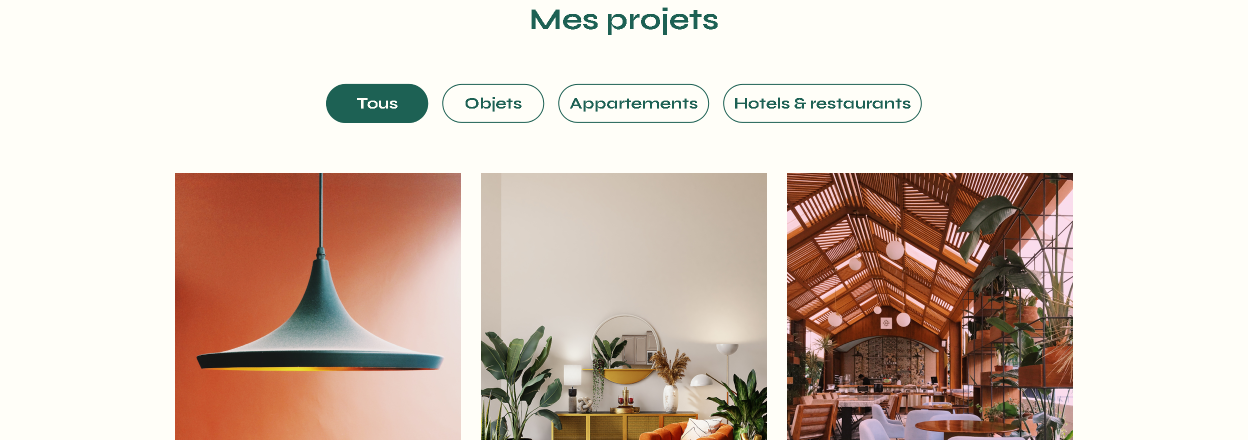 Mes projets
Tous
Objets
Appartements
Hotels & restaurants